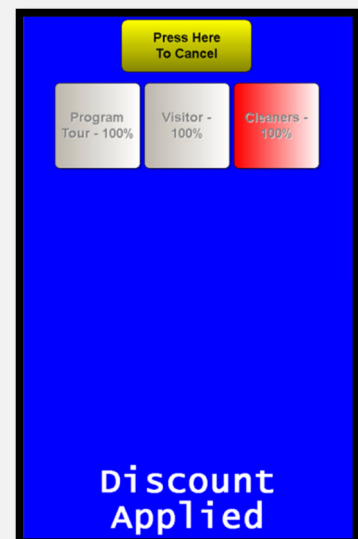 Press Here
To Cancel
Program
Tour - 100%
Visitor -
100%
Cleaners -
100%
Discount
Applied